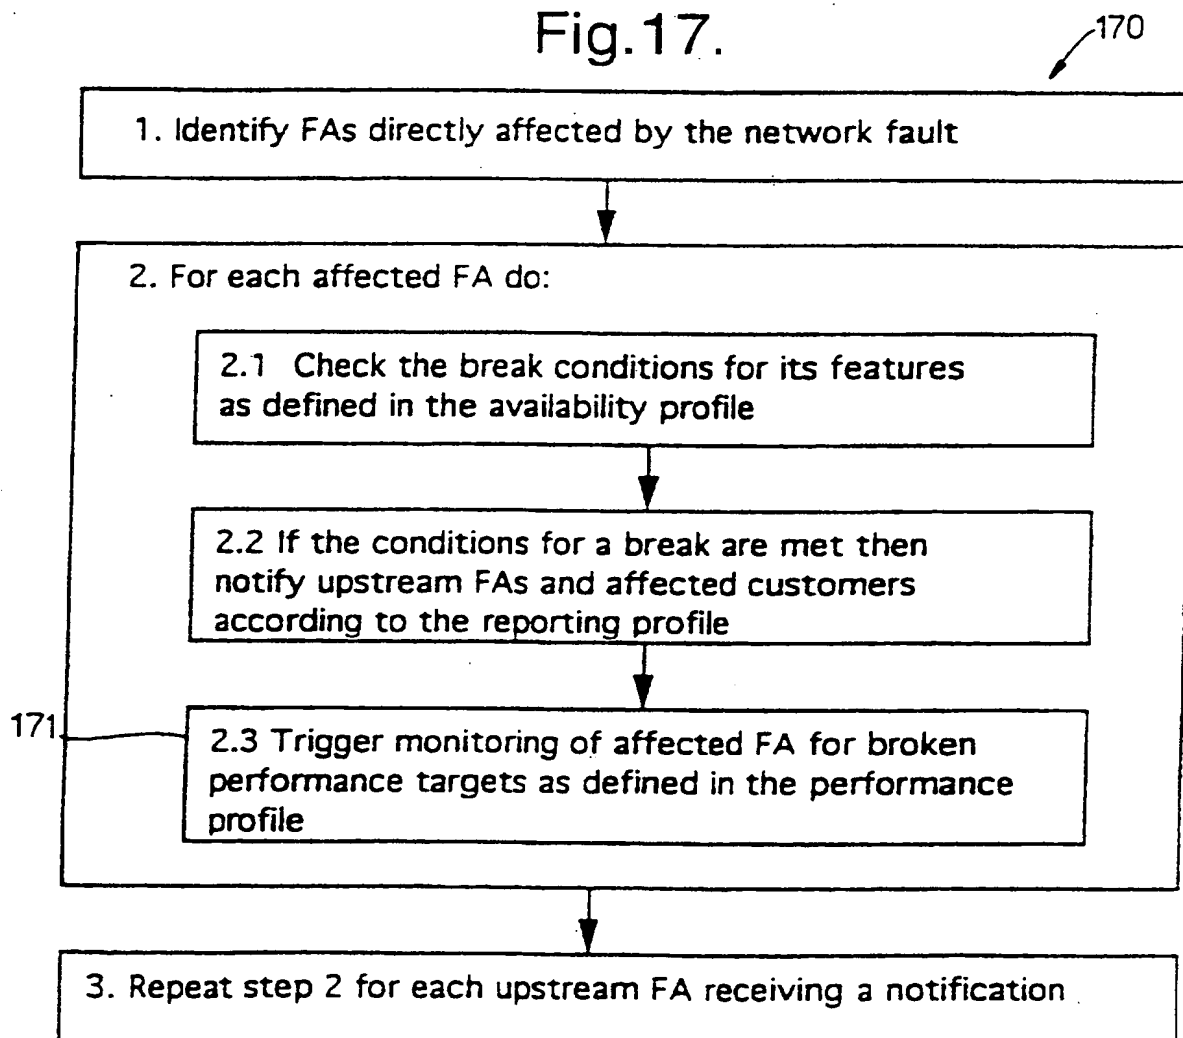 Fig.17.
170
1. Identify FAs directly affected by the network fault
2. For each affected FA do:
2.1 Check the break conditions for its features
as defined in the availability profile
2.2 If the conditions for a break are met then
notify upstream FAs and affected customers
according to the reporting profile
171
2.3 Trigger monitoring of affected FA for broken
performance targets as defined in the performance
profile
3. Repeat step 2 for each upstream FA receiving a notification